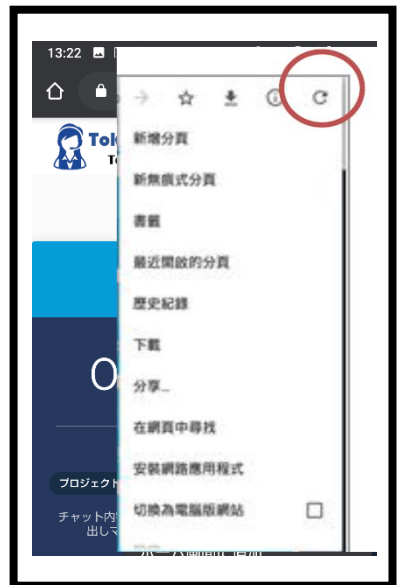 13:22
Tok
T
新增分頁
新無痕式分頁
書籤
最近開啟的分頁
歷史紀錄
下載
0
分享...
在網頁中尋找
安裝網路應用程式
プロジェクト
切換為電腦版網站
チャット内
出して